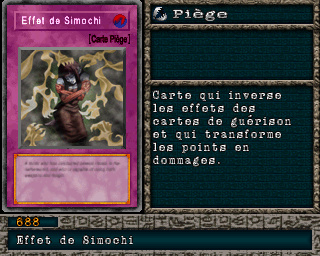 Effet de Simochi
[Carte Piège]
Piège
Carte qui inverse
les effets des
cartes de guérison
et qui transforme
les points en
dommages.
688
Effet de Simochi